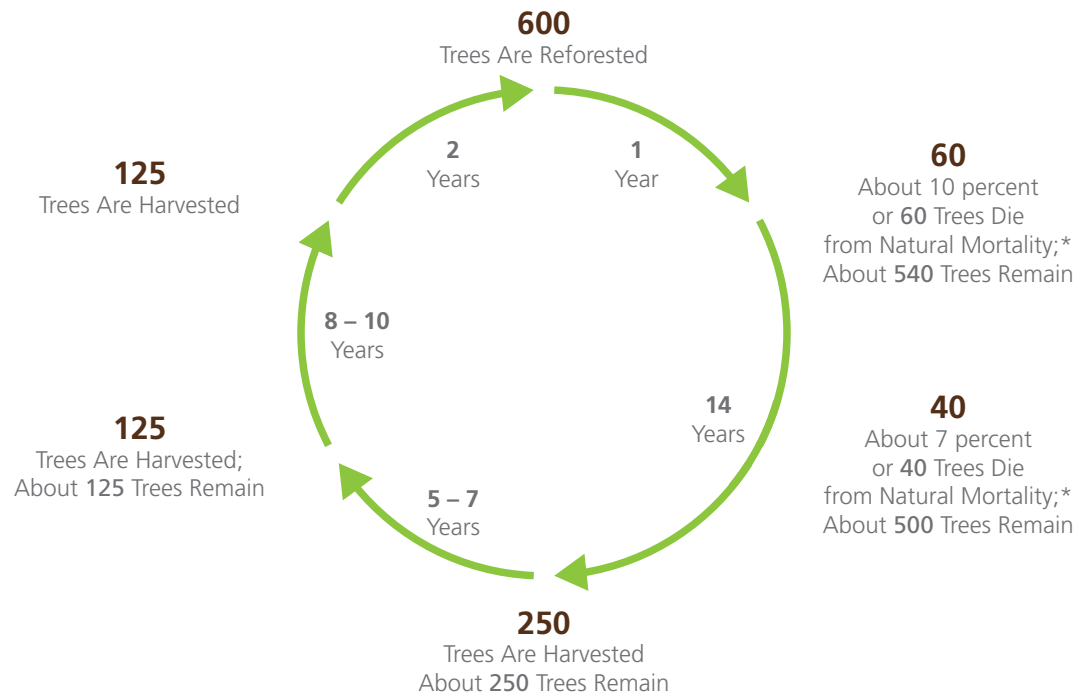 600
Trees Are Reforested
1
Year
60
About 10 percent
or 60 Trees Die
from Natural Mortality;*
About 540 Trees Remain
14
Years
40
About 7 percent
or 40 Trees Die
from Natural Mortality;*
About 500 Trees Remain
250
Trees Are Harvested
About 250 Trees Remain
5 – 7
Years
125
Trees Are Harvested;
About 125 Trees Remain
8 – 10
Years
125
Trees Are Harvested
2
Years